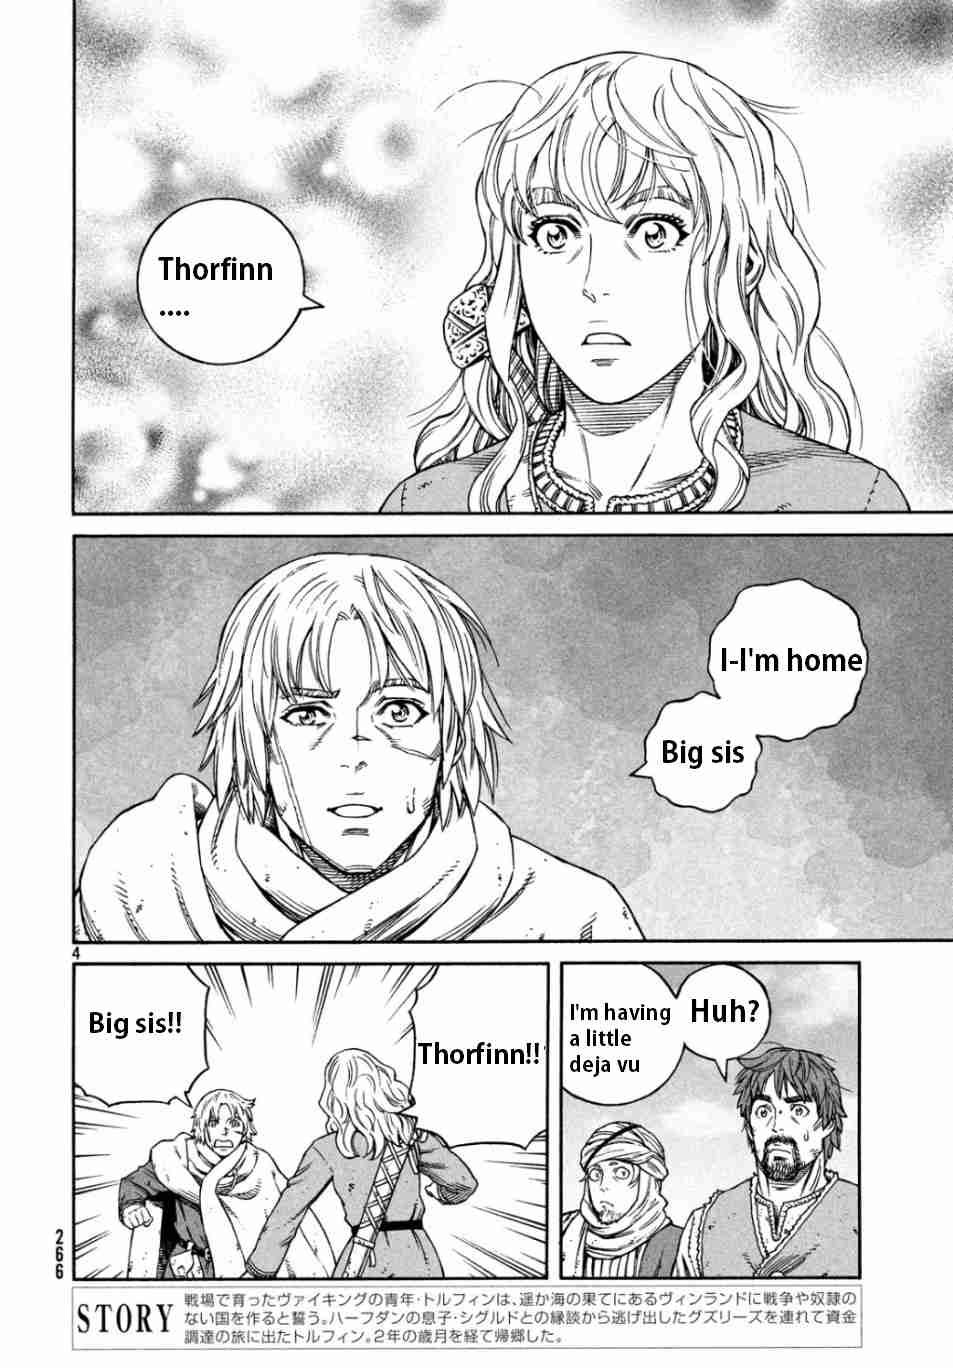 Thorfinn
....
I-I'm home
Big sis
4
Big sis!!
Thorfinn!!
Huh?
I'm having
a little
deja vu
266
STORY
戦場で育ったヴァイキングの青年・トルフィンは、遥か海の果てにあるヴィンランドに戦争や奴隷の
ない国を作ると誓う。ハーフダンの息子・シグルドとの縁談から逃げ出したグズリーズを連れて資金
調達の旅に出たトルフィン。2年の歳月を経て帰郷した。